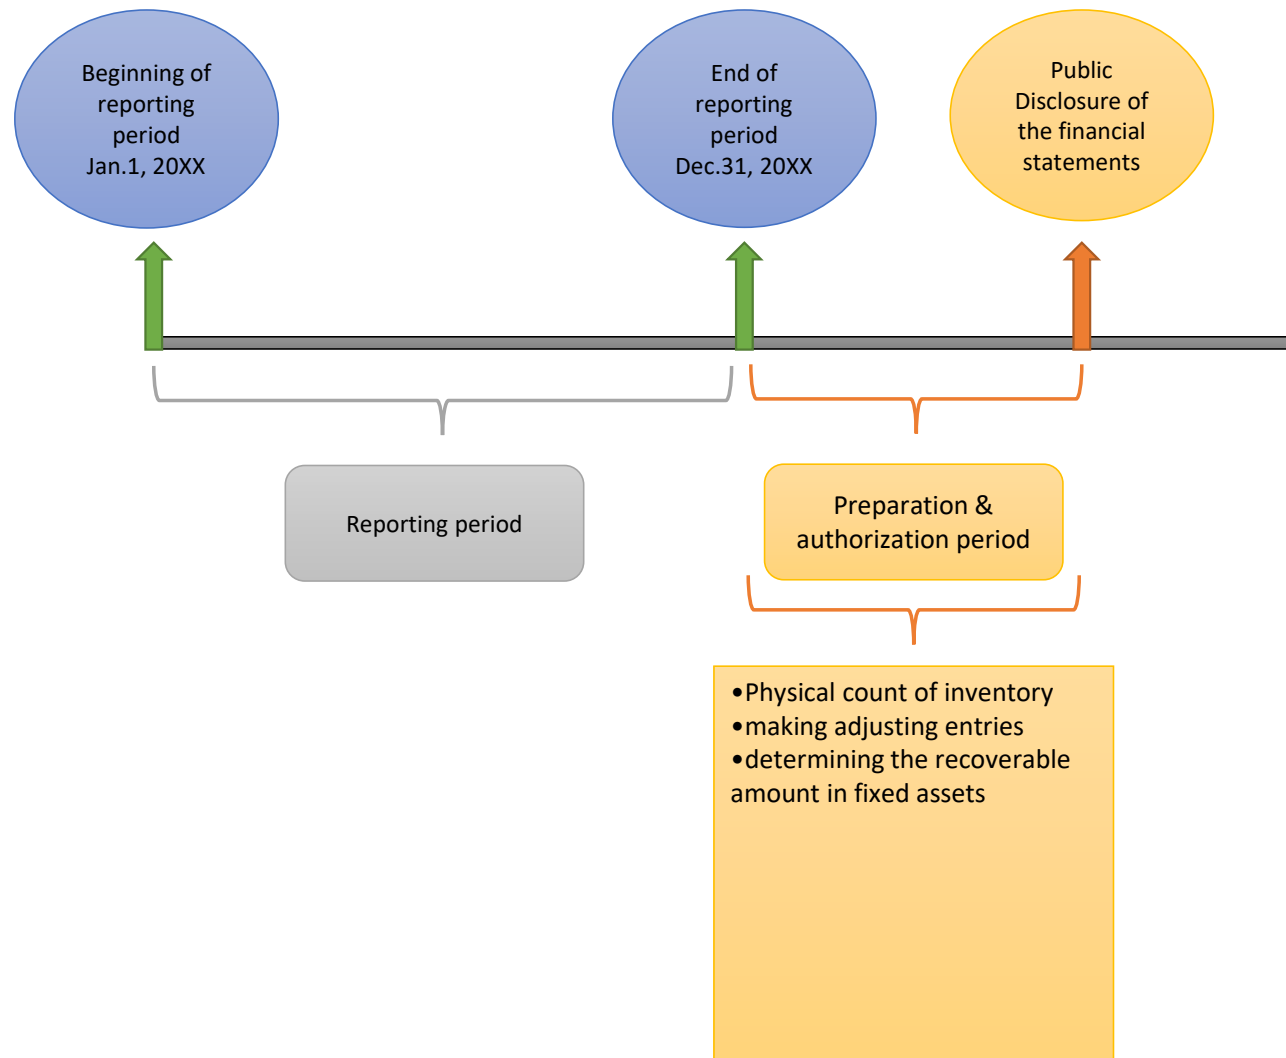 Beginning of
reporting
period
Jan.1, 20XX
End of
reporting
period
Dec.31, 20XX
Public
Disclosure of
the financial
statements
Reporting period
Preparation &
authorization period
•Physical count of inventory
•making adjusting entries
•determining the recoverable
amount in fixed assets